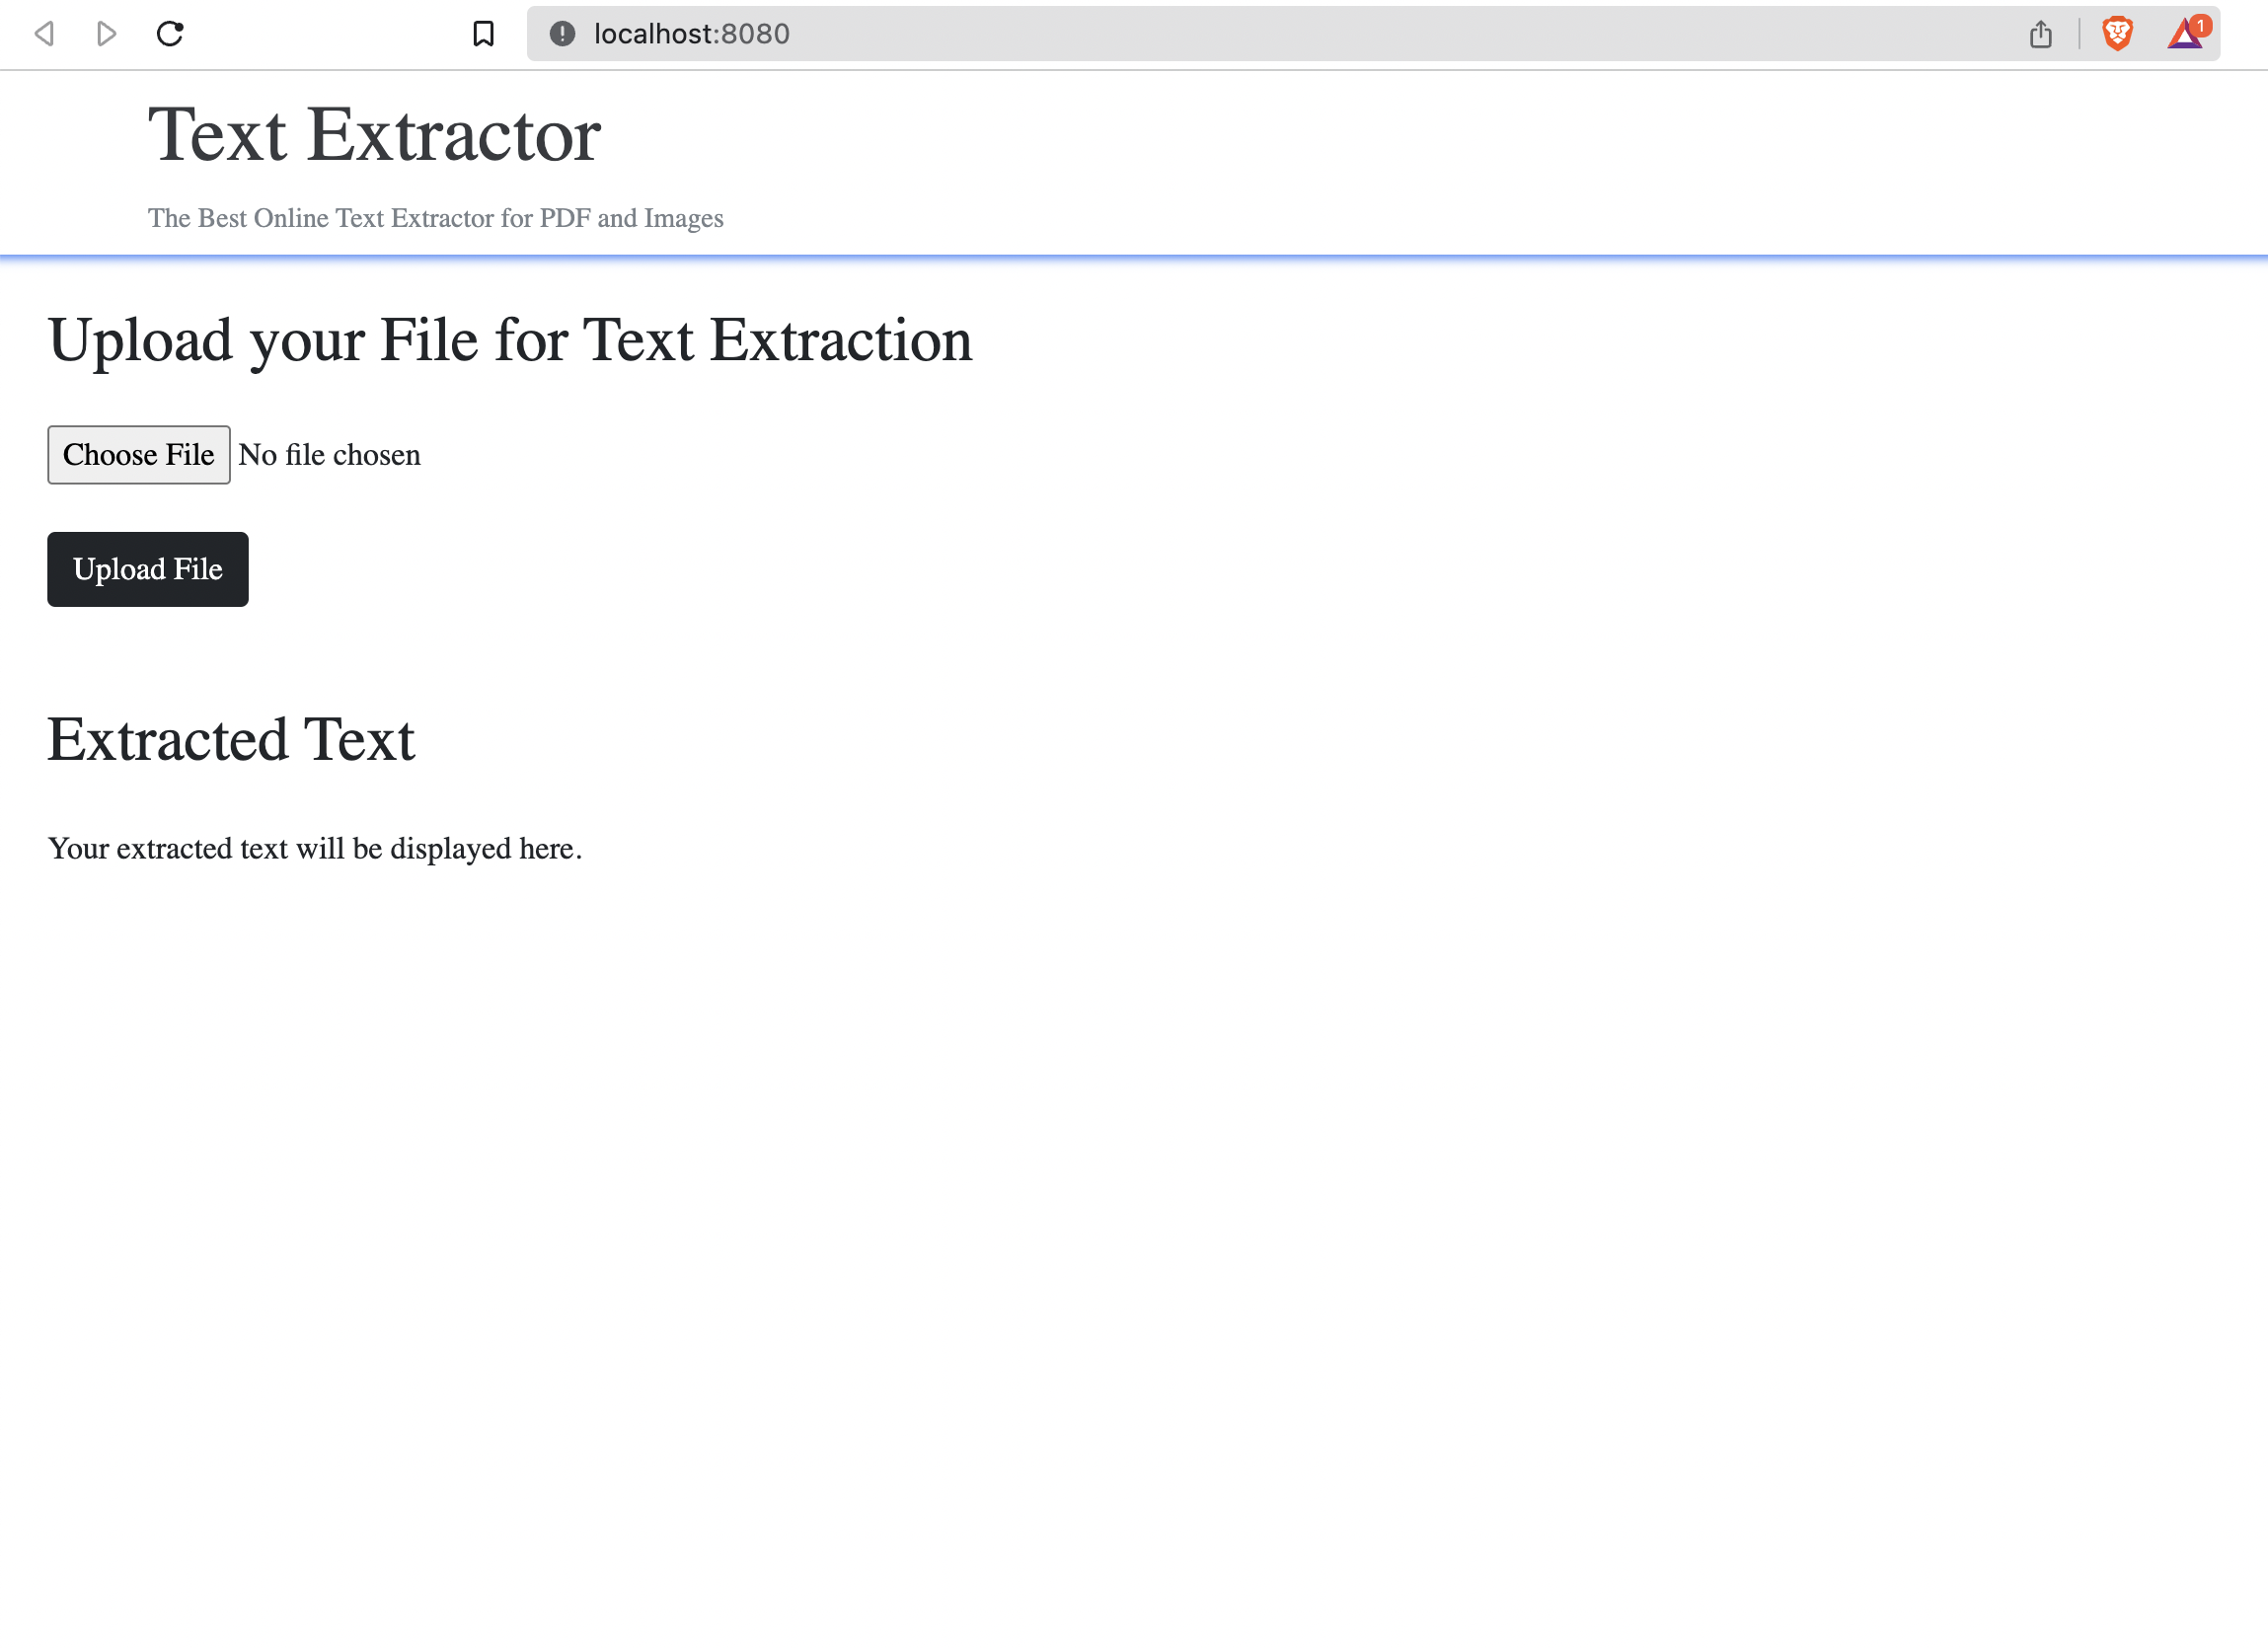 localhost:8080
1
Text Extractor
The Best Online Text Extractor for PDF and Images
Upload your File for Text Extraction
Choose File No file chosen
Upload File
Extracted Text
Your extracted text will be displayed here.